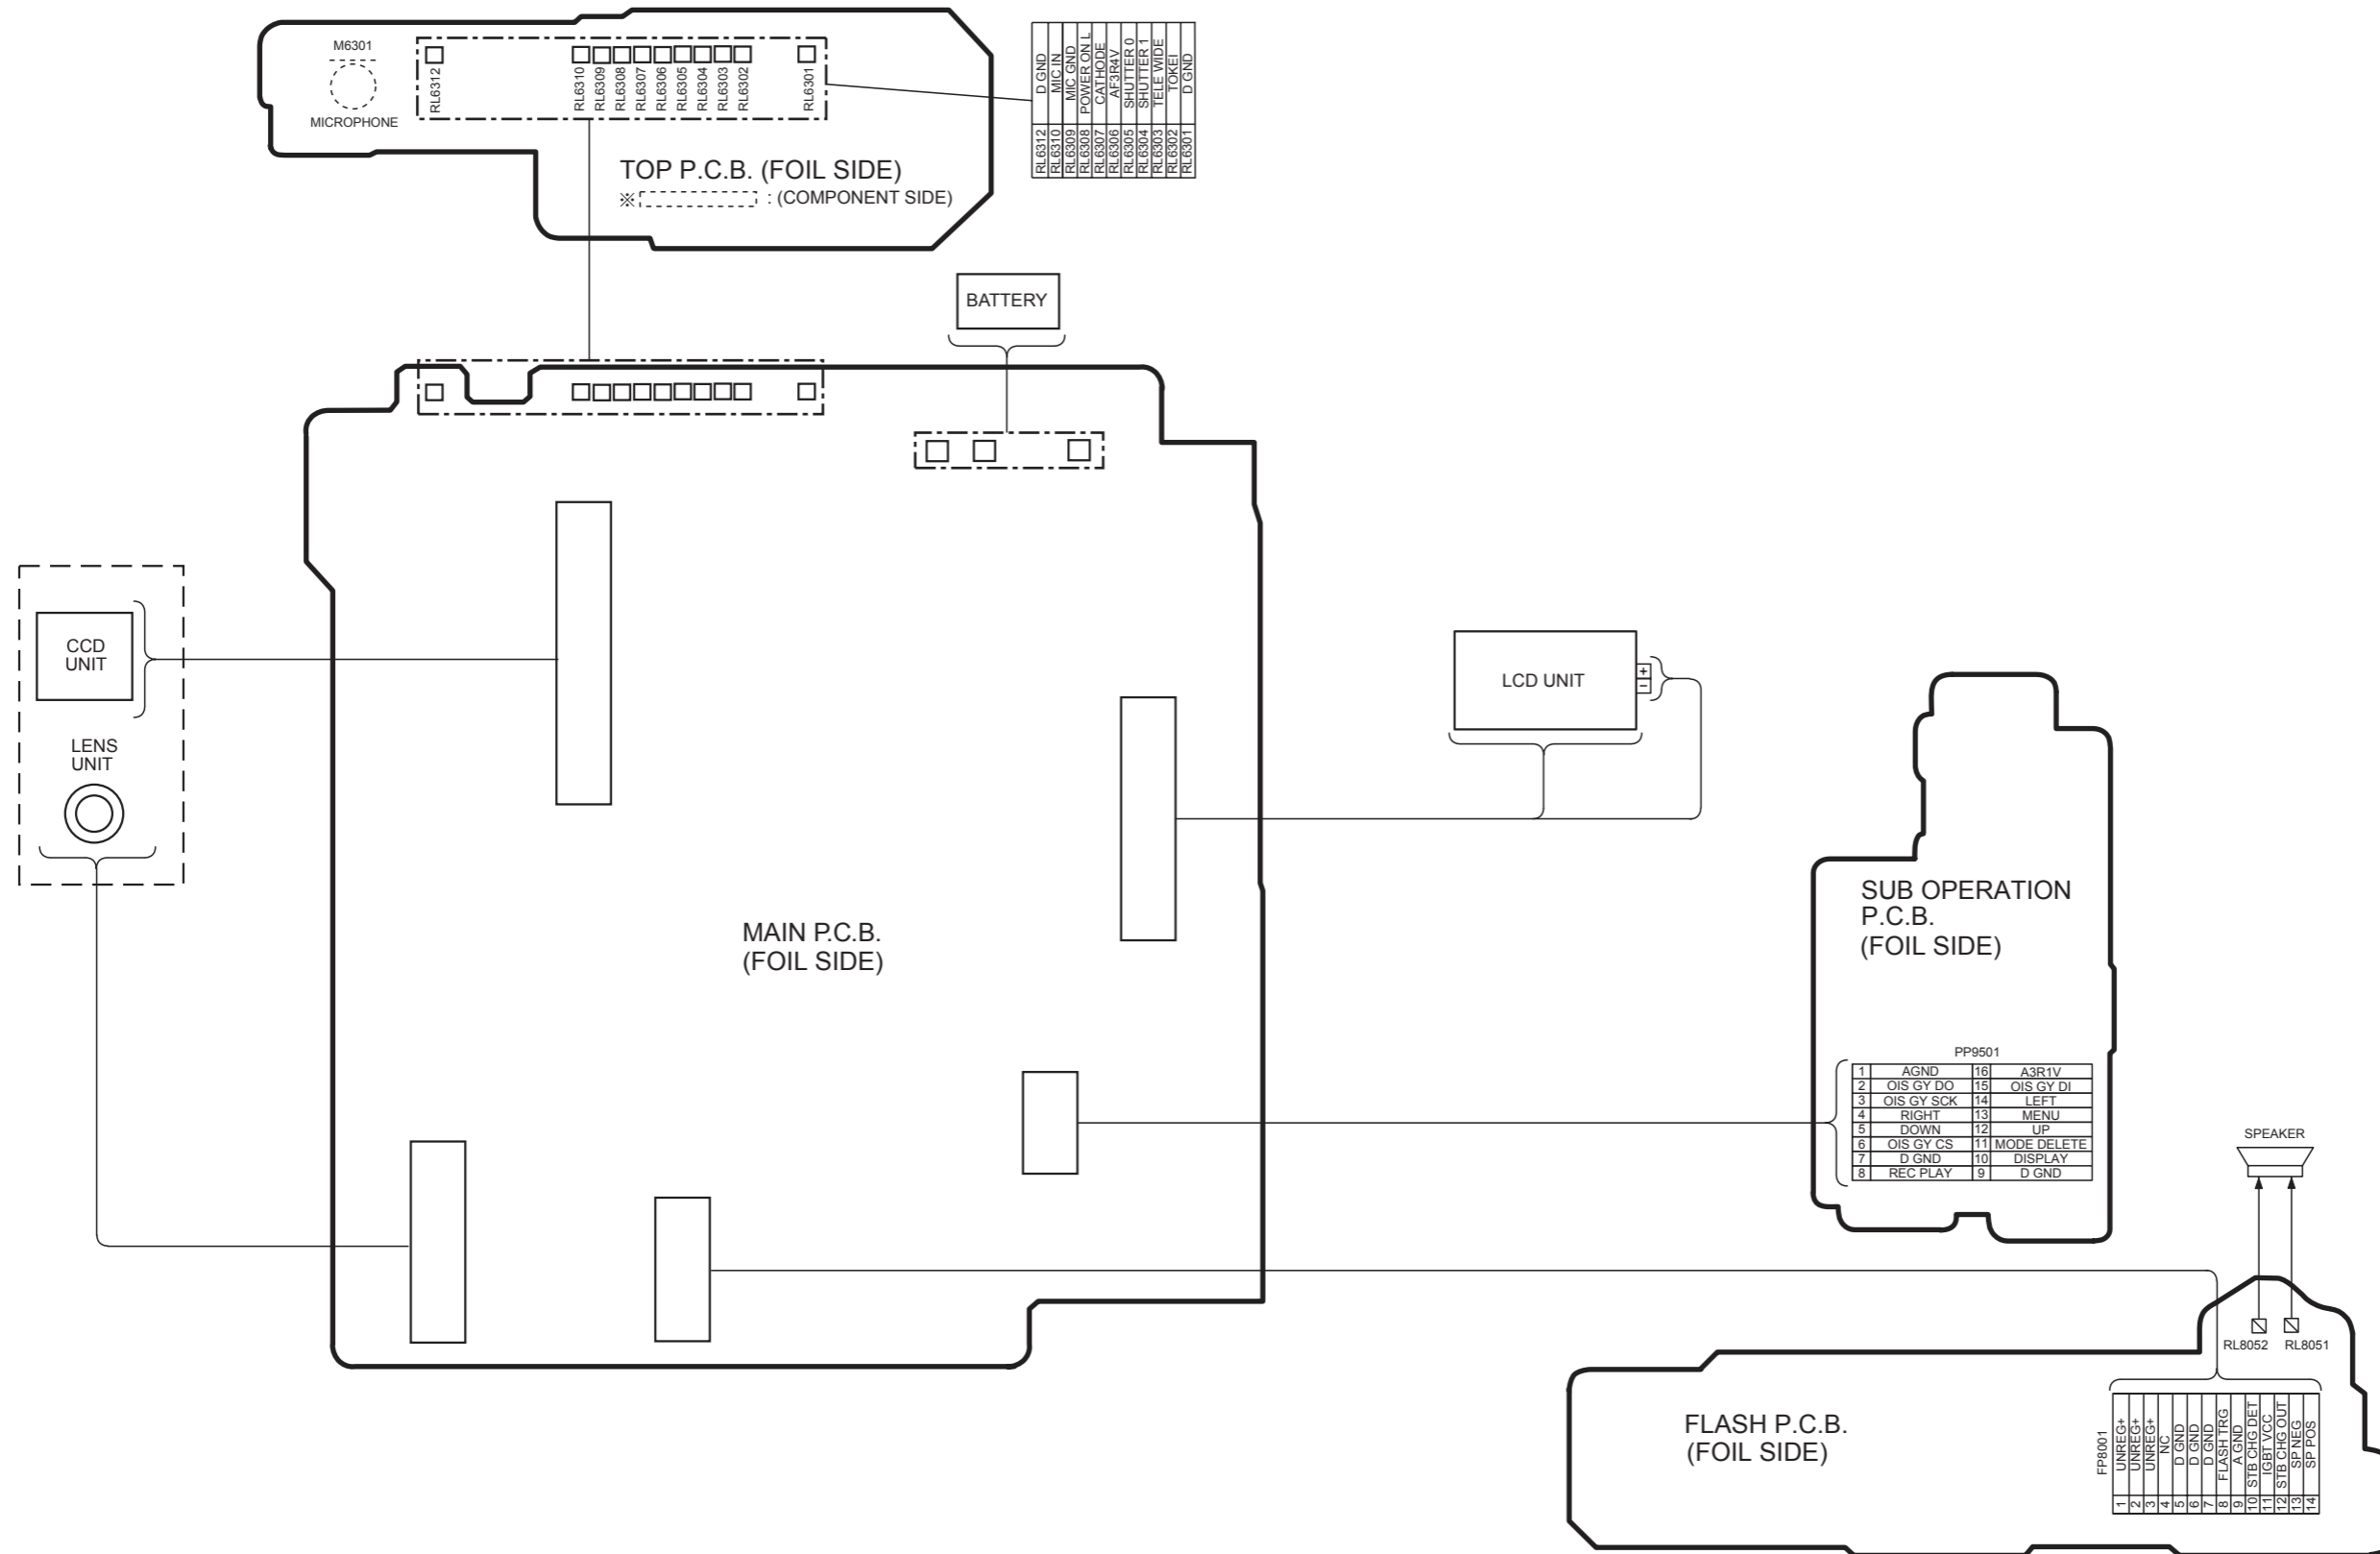 M6301
MICROPHONE
RL6312
RL6310
RL6309
RL6308
RL6307
RL6306
RL6305
RL6304
RL6303
RL6302
RL6301
TOP P.C.B. (FOIL SIDE)
※ : (COMPONENT SIDE)
RL6312 D GND
RL6310 MIC IN
RL6309 MIC GND
RL6308 POWER ON L
RL6307 CATHODE
RL6306 AF3R4V
RL6305 SHUTTER 0
RL6304 SHUTTER 1
RL6303 TELE WIDE
RL6302 TOKEI
RL6301 D GND
BATTERY
CCD
UNIT
LENS
UNIT
LCD UNIT
+
−
MAIN P.C.B.
(FOIL SIDE)
SUB OPERATION
P.C.B.
(FOIL SIDE)
PP9501
1 AGND 16 A3R1V
2 OIS GY DO 15 OIS GY DI
3 OIS GY SCK 14 LEFT
4 RIGHT 13 MENU
5 DOWN 12 UP
6 OIS GY CS 11 MODE DELETE
7 D GND 10 DISPLAY
8 REC PLAY 9 D GND
SPEAKER
RL8052
RL8051
FLASH P.C.B.
(FOIL SIDE)
FP8001
1 UNREG+
2 UNREG+
3 UNREG+
4 NC
5 D GND
6 D GND
7 D GND
8 FLASH TRG
9 A GND
10 STB CHG DET
11 IGBT VCC
12 STB CHG OUT
13 SP NEG
14 SP POS